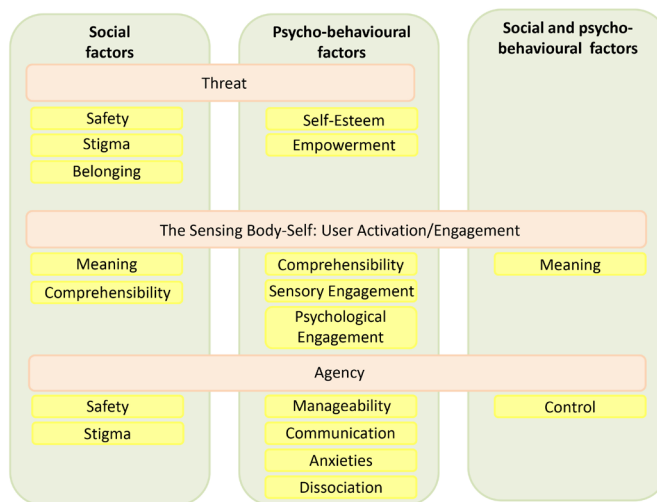 Social
factors
Psycho-behavioural
factors
Social and psycho-
behavioural factors
Threat
Safety
Self-Esteem
Stigma
Empowerment
Belonging
The Sensing Body-Self: User Activation/Engagement
Meaning
Comprehensibility
Meaning
Comprehensibility
Sensory Engagement
Psychological
Engagement
Agency
Safety
Manageability
Control
Stigma
Communication
Anxieties
Dissociation